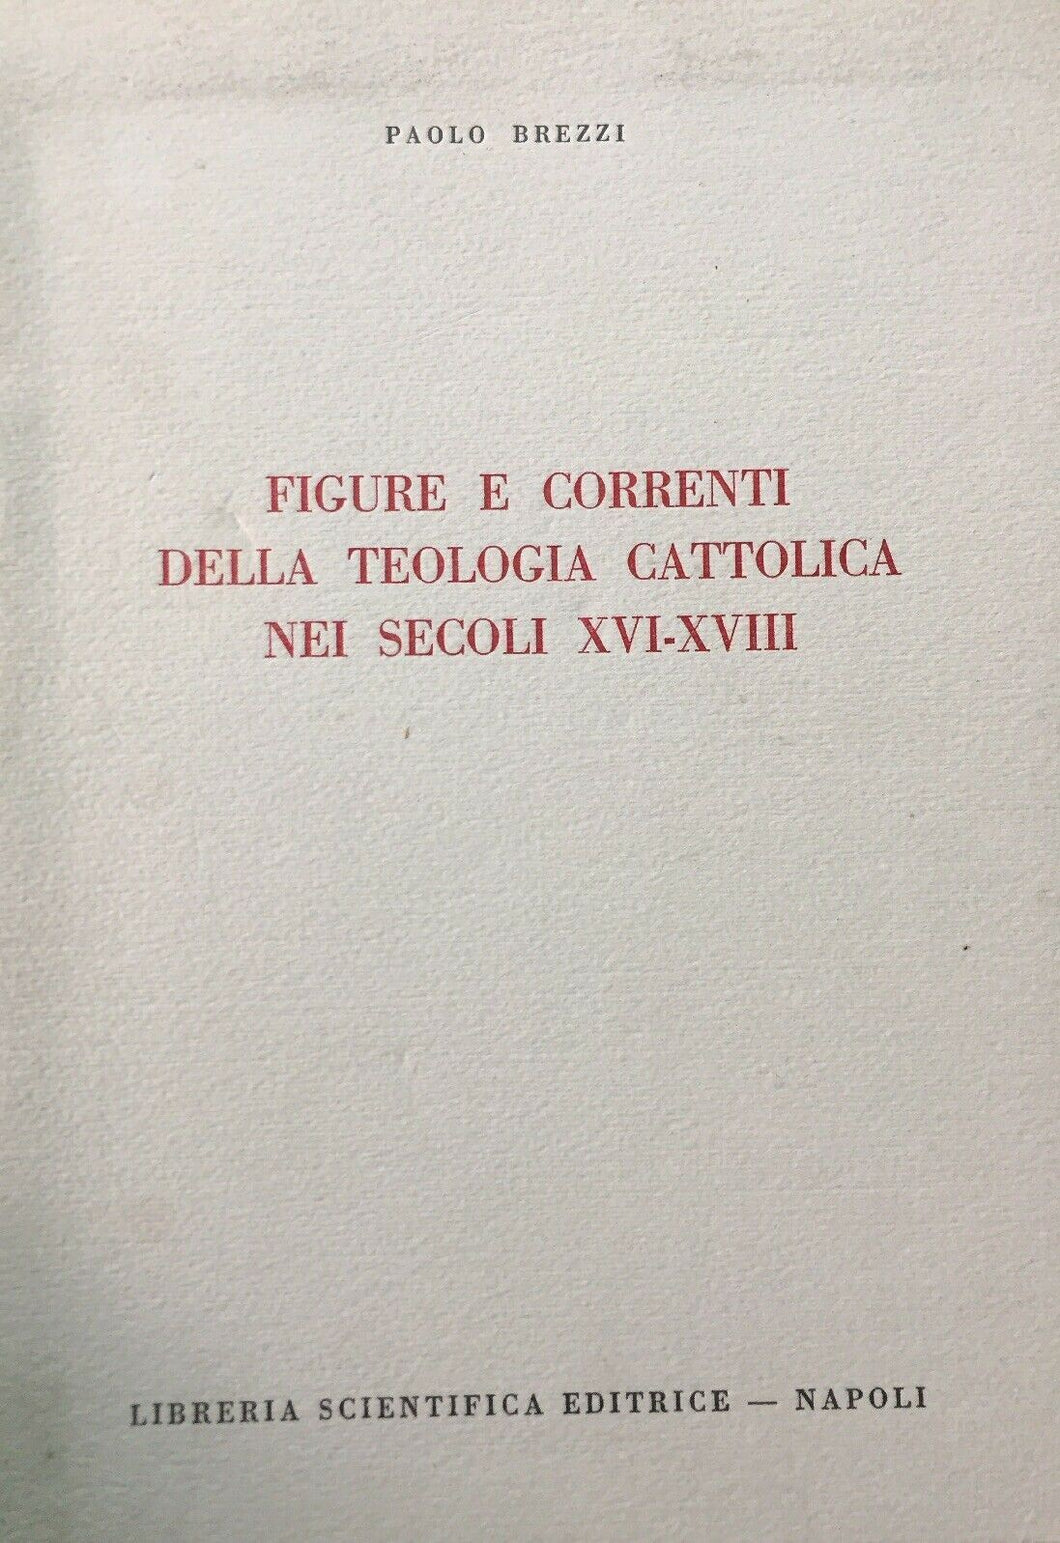 PAOLO BREZZI
FIGURE E CORRENTI
DELLA TEOLOGIA CATTOLICA
NEI SECOLI XVI-XVIII
LIBRERIA SCIENTIFICA EDITRICE — NAPOLI